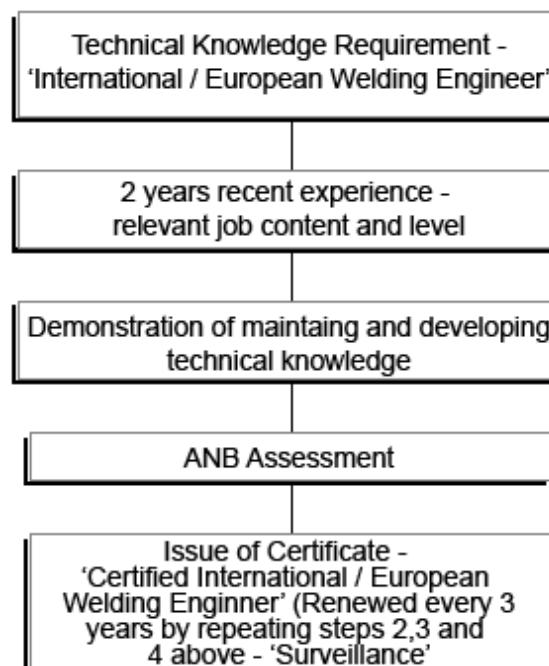 Technical Knowledge Requirement -
‘International / European Welding Engineer’
2 years recent experience -
relevant job content and level
Demonstration of maintaing and developing
technical knowledge
ANB Assessment
Issue of Certificate -
‘Certified International / European
Welding Enginner’ (Renewed every 3
years by repeating steps 2,3 and
4 above - ‘Surveillance’